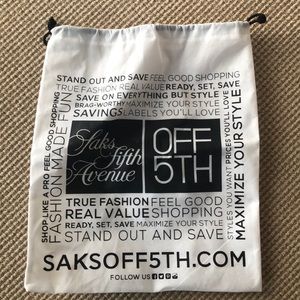 STAND OUT AND SAVE FEEL GOOD SHOPPING
TRUE FASHION REAL VALUE READY, SET, SAVE
SAVE ON EVERYTHING BUT STYLE
BRAG-WORTHY MAXIMIZE YOUR STYLE
SAVINGS LABELS YOU'LL LOVE
SHOP LIKE A PRO FEEL GOOD SHOPPING
FASHION MADE FUN
Saks
fifth
Avenue
OFF
5TH
STYLES YOU WANT PRICES YOU'LL LOVE
MAXIMIZE YOUR STYLE
TRUE FASHION FEEL GOOD
REAL VALUE SHOPPING
READY, SET, SAVE MAXIMIZE YOUR STYLE
STAND OUT AND SAVE
SAKSOFF5TH.COM
FOLLOW US